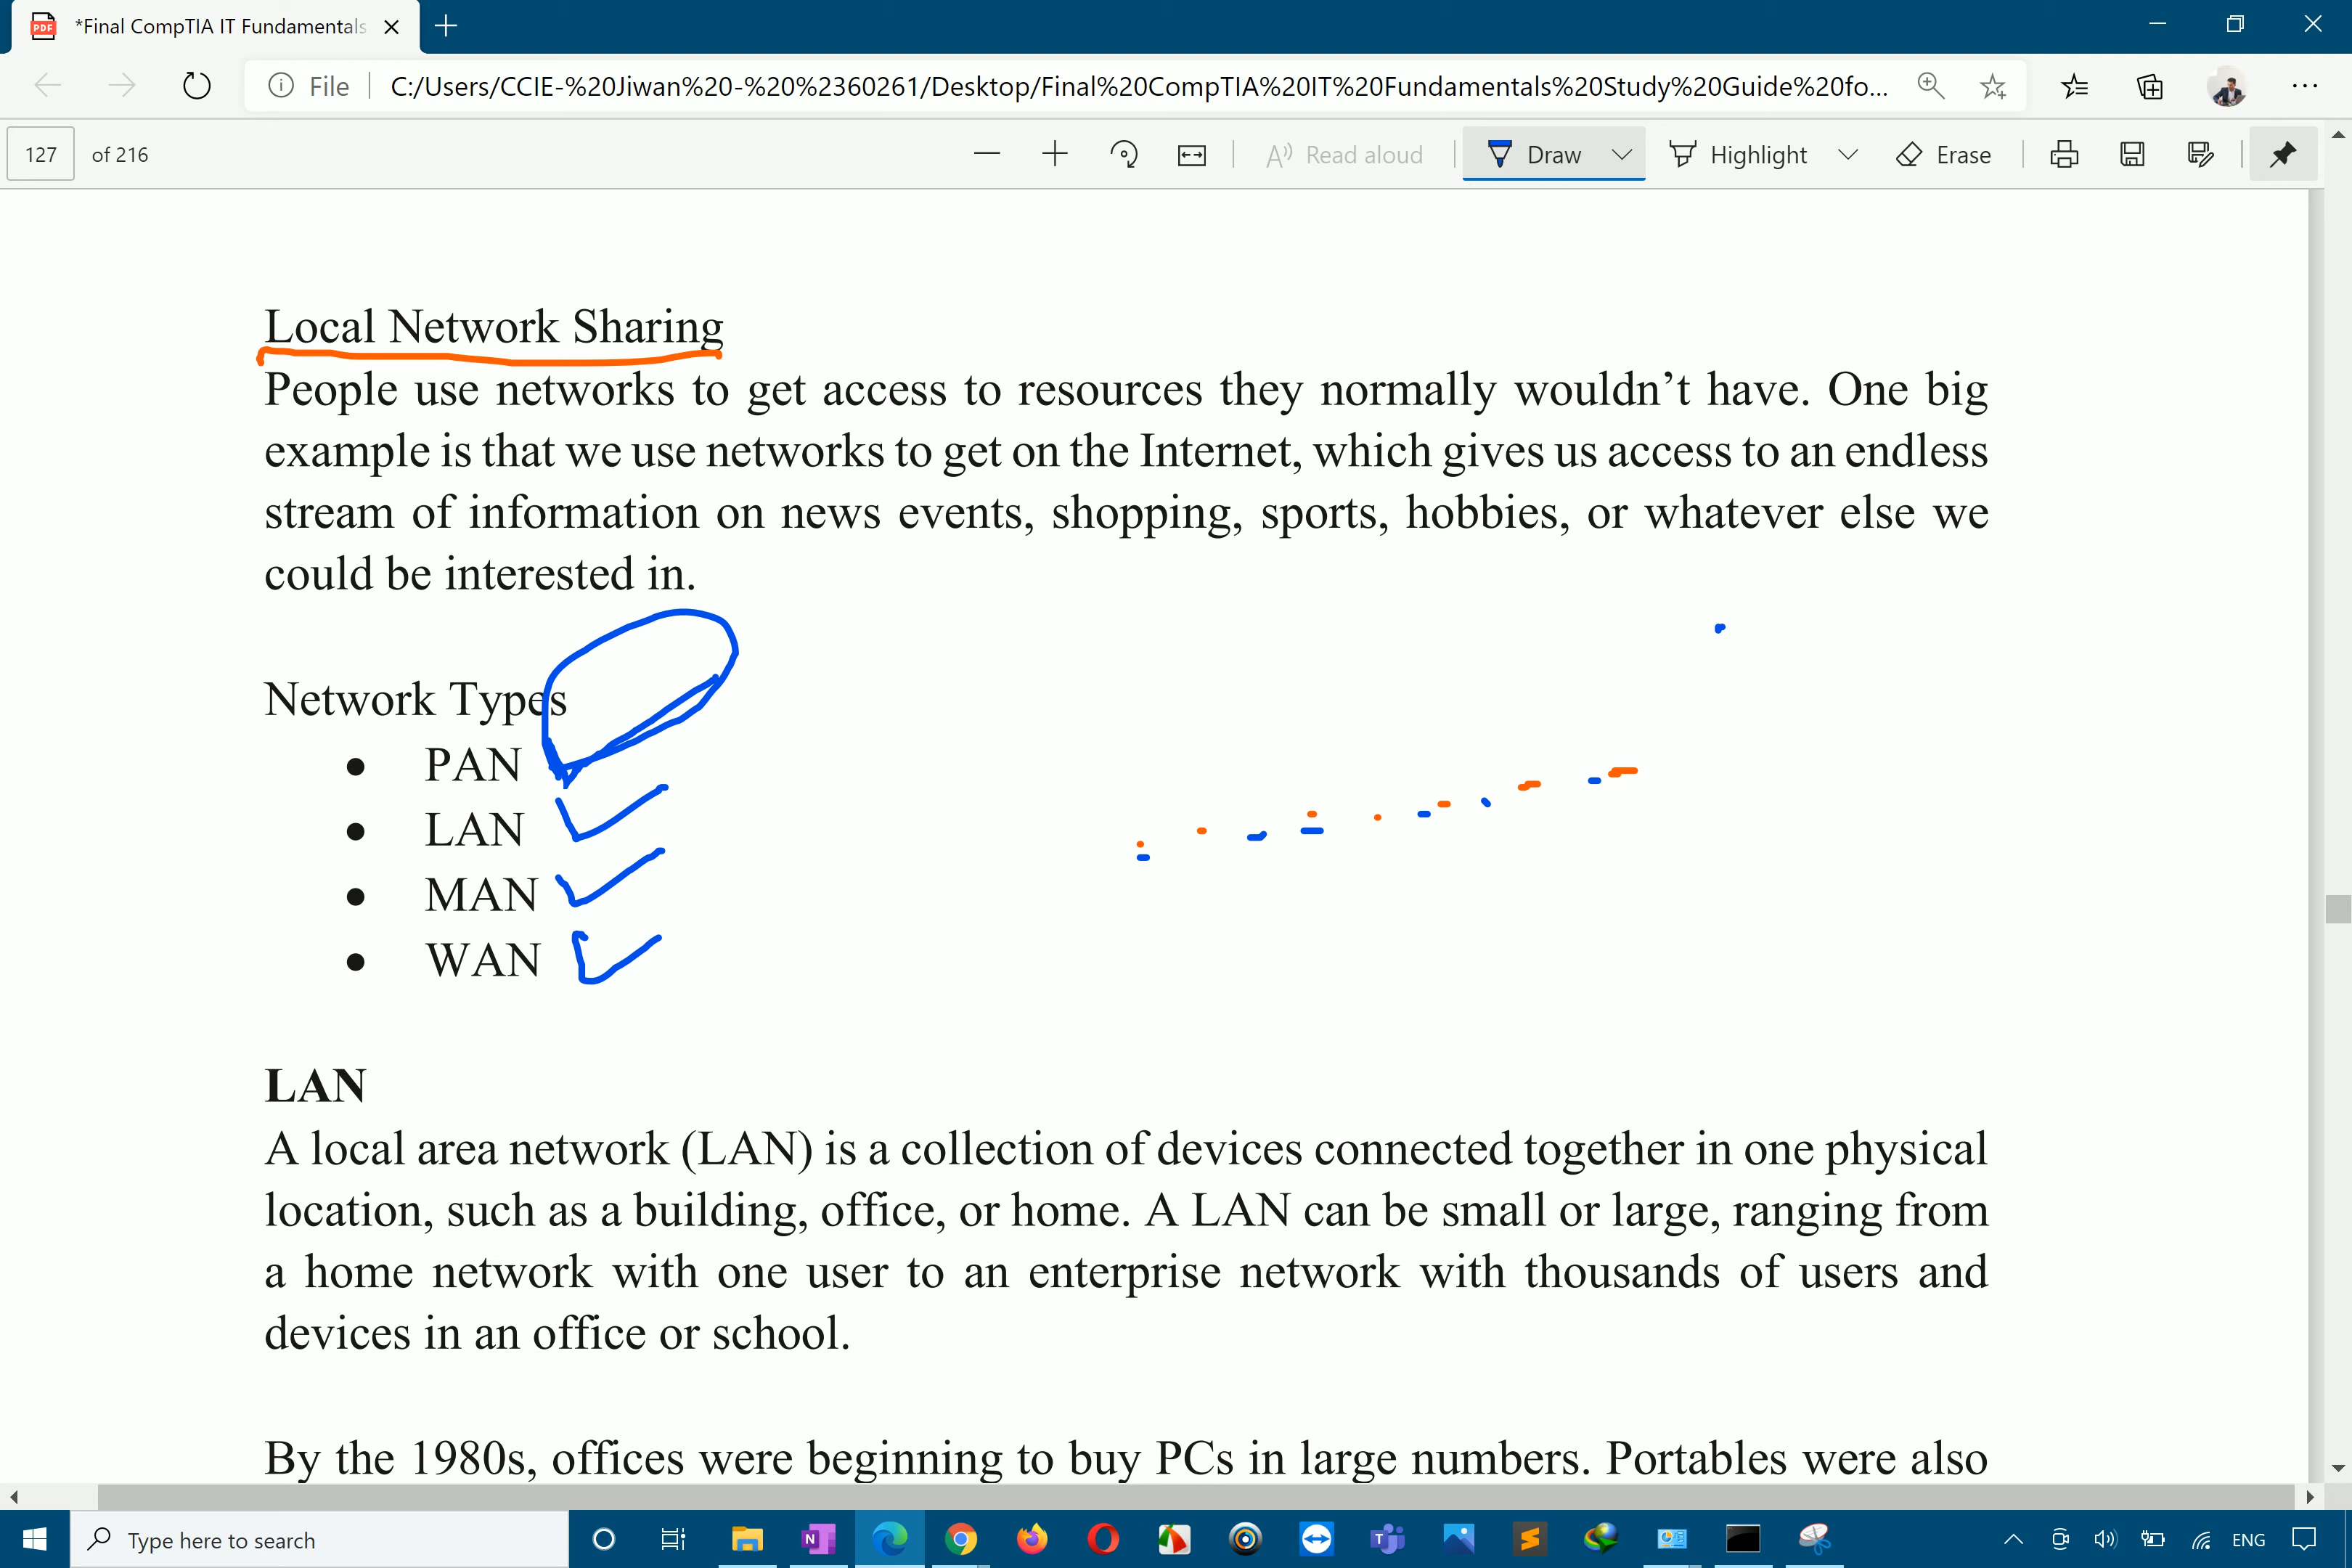 *Final CompTIA IT Fundamentals
File
C:/Users/CCIE-%20Jiwan%20-%20%2360261/Desktop/Final%20CompTIA%20IT%20Fundamentals%20Study%20Guide%20fo...
127 of 216
Read aloud
Draw
Highlight
Erase
Local Network Sharing
People use networks to get access to resources they normally wouldn’t have. One big
example is that we use networks to get on the Internet, which gives us access to an endless
stream of information on news events, shopping, sports, hobbies, or whatever else we
could be interested in.
Network Types
• PAN
• LAN
• MAN
• WAN
LAN
A local area network (LAN) is a collection of devices connected together in one physical
location, such as a building, office, or home. A LAN can be small or large, ranging from
a home network with one user to an enterprise network with thousands of users and
devices in an office or school.
By the 1980s, offices were beginning to buy PCs in large numbers. Portables were also
Type here to search
ENG